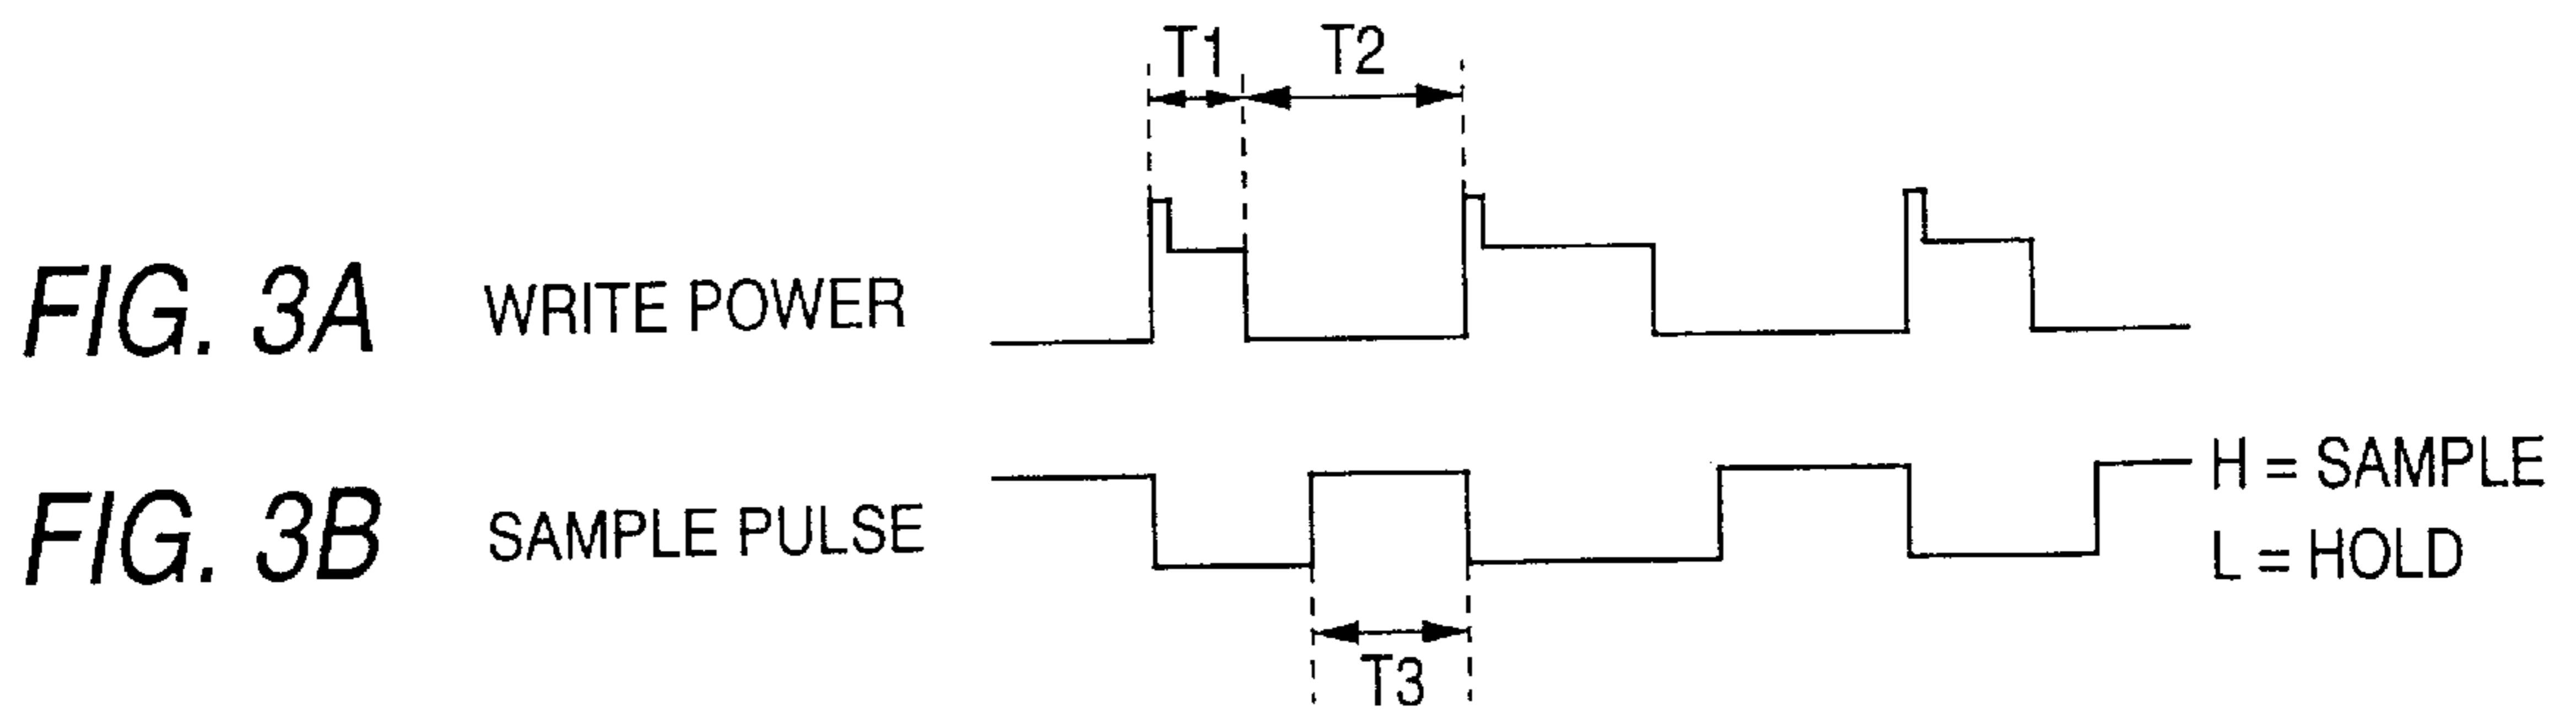 T1 T2
FIG. 3A WRITE POWER
FIG. 3B SAMPLE PULSE
H = SAMPLE
L = HOLD
T3